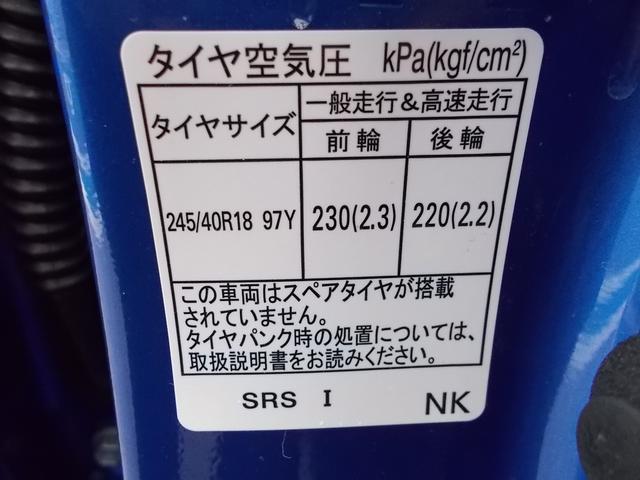 タイヤ空気圧 kPa(kgf/cm²)
タイヤサイズ 一般走行&高速走行
前輪 後輪
245/40R18 97Y 230(2.3) 220(2.2)
この車両はスペアタイヤが搭載
されていません。
タイヤパンク時の処置については、
取扱説明書をお読みください。
SRS I NK